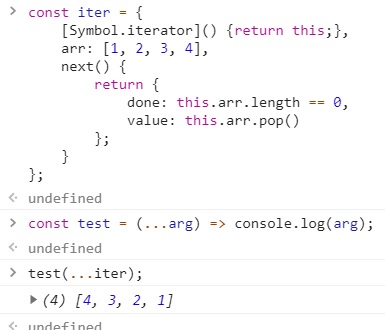 > const iter = {
[Symbol.iterator]() {return this;},
arr: [1, 2, 3, 4],
next() {
return {
done: this.arr.length == 0,
value: this.arr.pop()
};
}
};
undefined
> const test = (...arg) => console.log(arg);
undefined
> test(...iter);
(4) [4, 3, 2, 1]
undefined